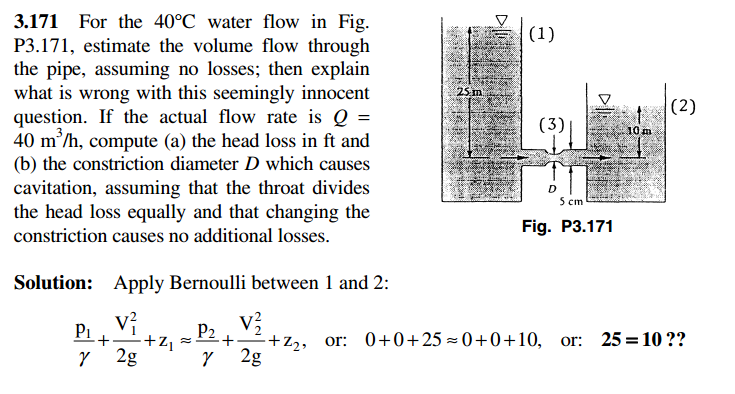 3.171 For the 40°C water flow in Fig.
P3.171, estimate the volume flow through
the pipe, assuming no losses; then explain
what is wrong with this seemingly innocent
question. If the actual flow rate is Q =
40 m³/h, compute (a) the head loss in ft and
(b) the constriction diameter D which causes
cavitation, assuming that the throat divides
the head loss equally and that changing the
constriction causes no additional losses.
(1)
25 m
(2)
(3)
10 m
D
5 cm
Fig. P3.171
Solution: Apply Bernoulli between 1 and 2:
p₁/γ + V₁²/2g + z₁ ≈ p₂/γ + V₂²/2g + z₂, or: 0+0+25 ≈ 0+0+10, or: 25 = 10 ??